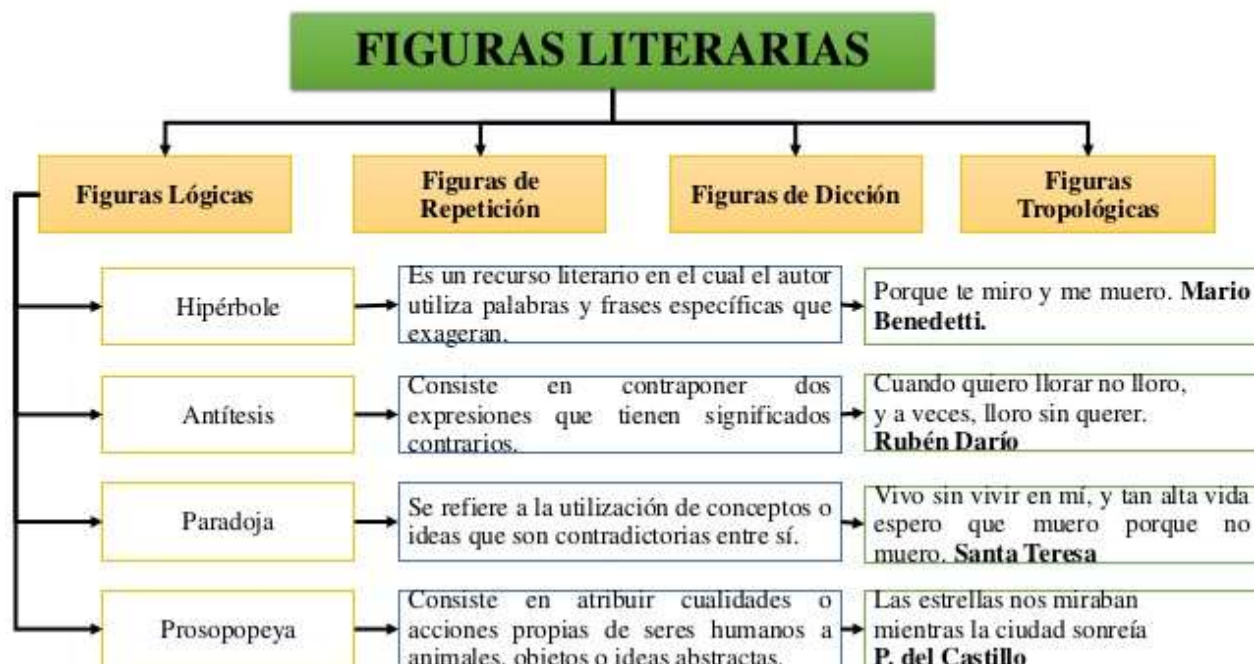 FIGURAS LITERARIAS
Figuras Lógicas
Figuras de
Repetición
Figuras de Dicción
Figuras
Tropológicas
Hipérbole
Es un recurso literario en el cual el autor
utiliza palabras y frases específicas que
exageran.
Porque te miro y me muero. Mario
Benedetti.
Antítesis
Consiste en contraponer dos
expresiones que tienen significados
contrarios.
Cuando quiero llorar no lloro,
y a veces, lloro sin querer.
Rubén Darío
Paradoja
Se refiere a la utilización de conceptos o
ideas que son contradictorias entre sí.
Vivo sin vivir en mí, y tan alta vida
espero que muero porque no
muero. Santa Teresa
Prosopopeya
Consiste en atribuir cualidades o
acciones propias de seres humanos a
animales, objetos o ideas abstractas.
Las estrellas nos miraban
mientras la ciudad sonreía
P. del Castillo